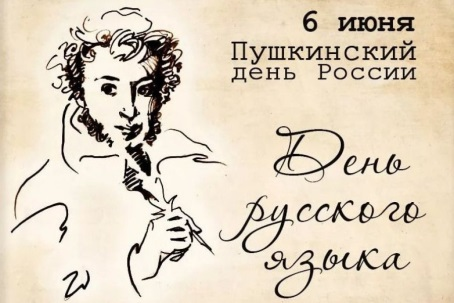 6 июня
Пушкинский
день России
День
русского
языка